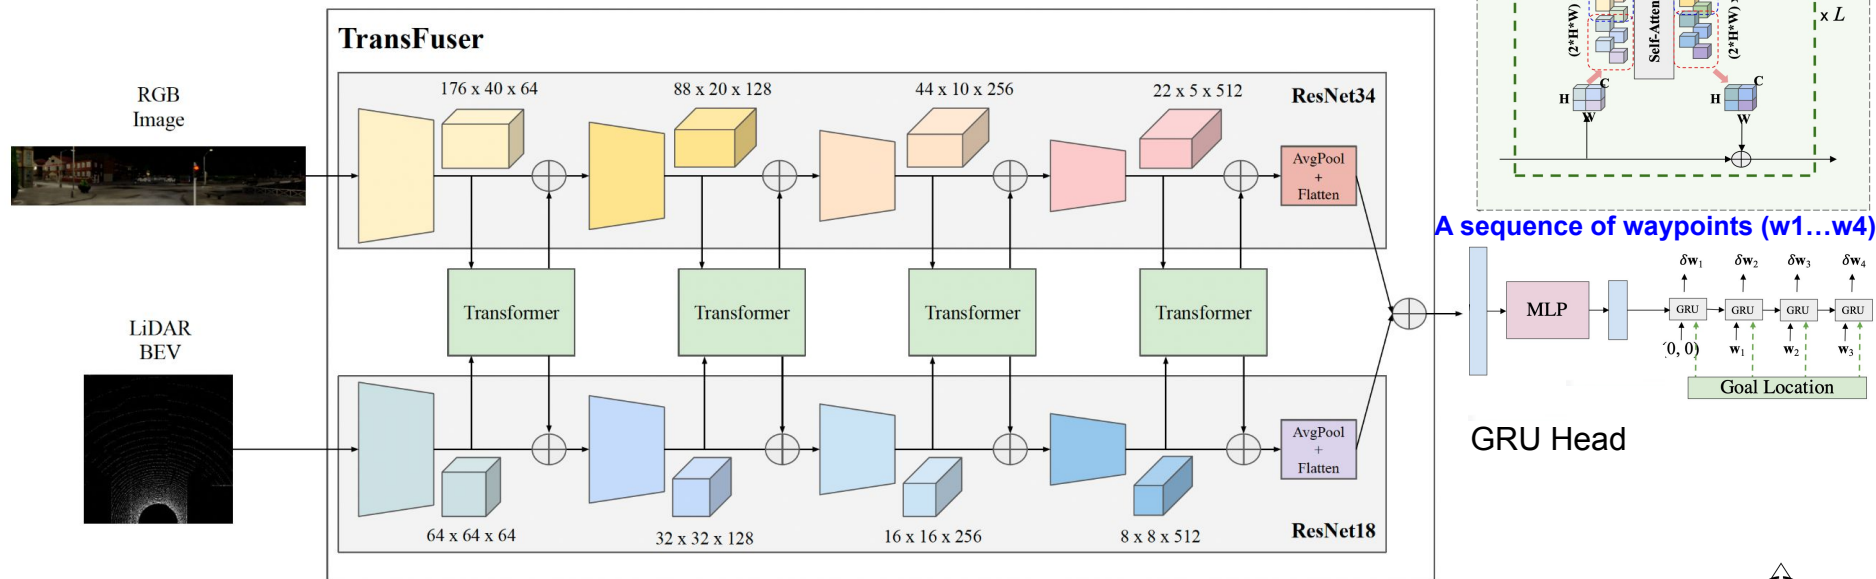 TransFuser
RGB
Image
LiDAR
BEV
176 x 40 x 64
88 x 20 x 128
44 x 10 x 256
22 x 5 x 512
ResNet34
AvgPool
+
Flatten
Transformer
Transformer
Transformer
Transformer
AvgPool
+
Flatten
64 x 64 x 64
32 x 32 x 128
16 x 16 x 256
8 x 8 x 512
ResNet18
(2*H*W)
Self-Atten
(2*H*W)
x L
H
C
W
H
C
W
A sequence of waypoints (w1...w4)
δw₁
δw₂
δw₃
δw₄
MLP
GRU
GRU
GRU
GRU
(0, 0)
w₁
w₂
w₃
Goal Location
GRU Head